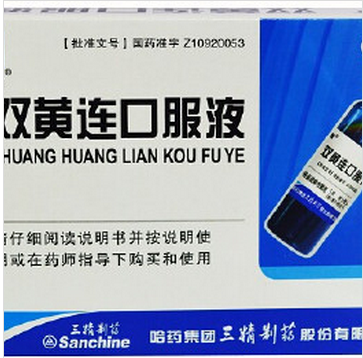 【批准文号】国药准字 Z10920053
双黄连口服液
HUANG HUANG LIAN KOU FU YE
双黄连口服
请仔细阅读说明书并按说明使
用或在药师指导下购买和使用
三精制药
Sanchine
哈药集团三精制药股份有限